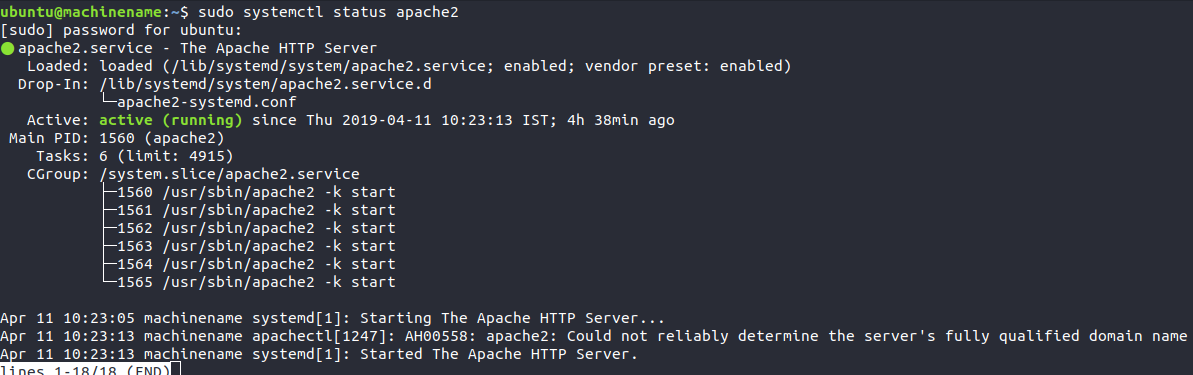 ubuntu@machinename:~$ sudo systemctl status apache2
[sudo] password for ubuntu:
● apache2.service - The Apache HTTP Server
   Loaded: loaded (/lib/systemd/system/apache2.service; enabled; vendor preset: enabled)
  Drop-In: /lib/systemd/system/apache2.service.d
           └─apache2-systemd.conf
   Active: active (running) since Thu 2019-04-11 10:23:13 IST; 4h 38min ago
 Main PID: 1560 (apache2)
    Tasks: 6 (limit: 4915)
   CGroup: /system.slice/apache2.service
           ├─1560 /usr/sbin/apache2 -k start
           ├─1561 /usr/sbin/apache2 -k start
           ├─1562 /usr/sbin/apache2 -k start
           ├─1563 /usr/sbin/apache2 -k start
           ├─1564 /usr/sbin/apache2 -k start
           └─1565 /usr/sbin/apache2 -k start

Apr 11 10:23:05 machinename systemd[1]: Starting The Apache HTTP Server...
Apr 11 10:23:13 machinename apachectl[1247]: AH00558: apache2: Could not reliably determine the server's fully qualified domain name
Apr 11 10:23:13 machinename systemd[1]: Started The Apache HTTP Server.
lines 1-18/18 (END)